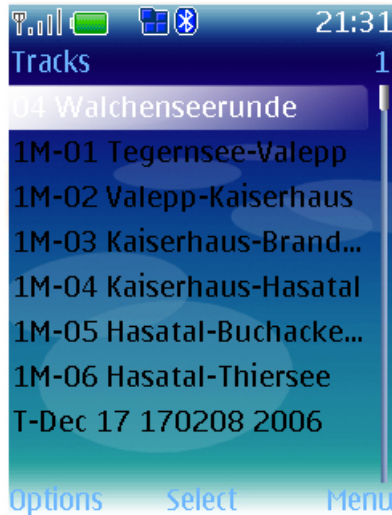 21:31
Tracks 1
04 Walchenseerunde
1M-01 Tegernsee-Valepp
1M-02 Valepp-Kaiserhaus
1M-03 Kaiserhaus-Brand...
1M-04 Kaiserhaus-Hasatal
1M-05 Hasatal-Buchacke...
1M-06 Hasatal-Thiersee
T-Dec 17 170208 2006
Options Select Menu